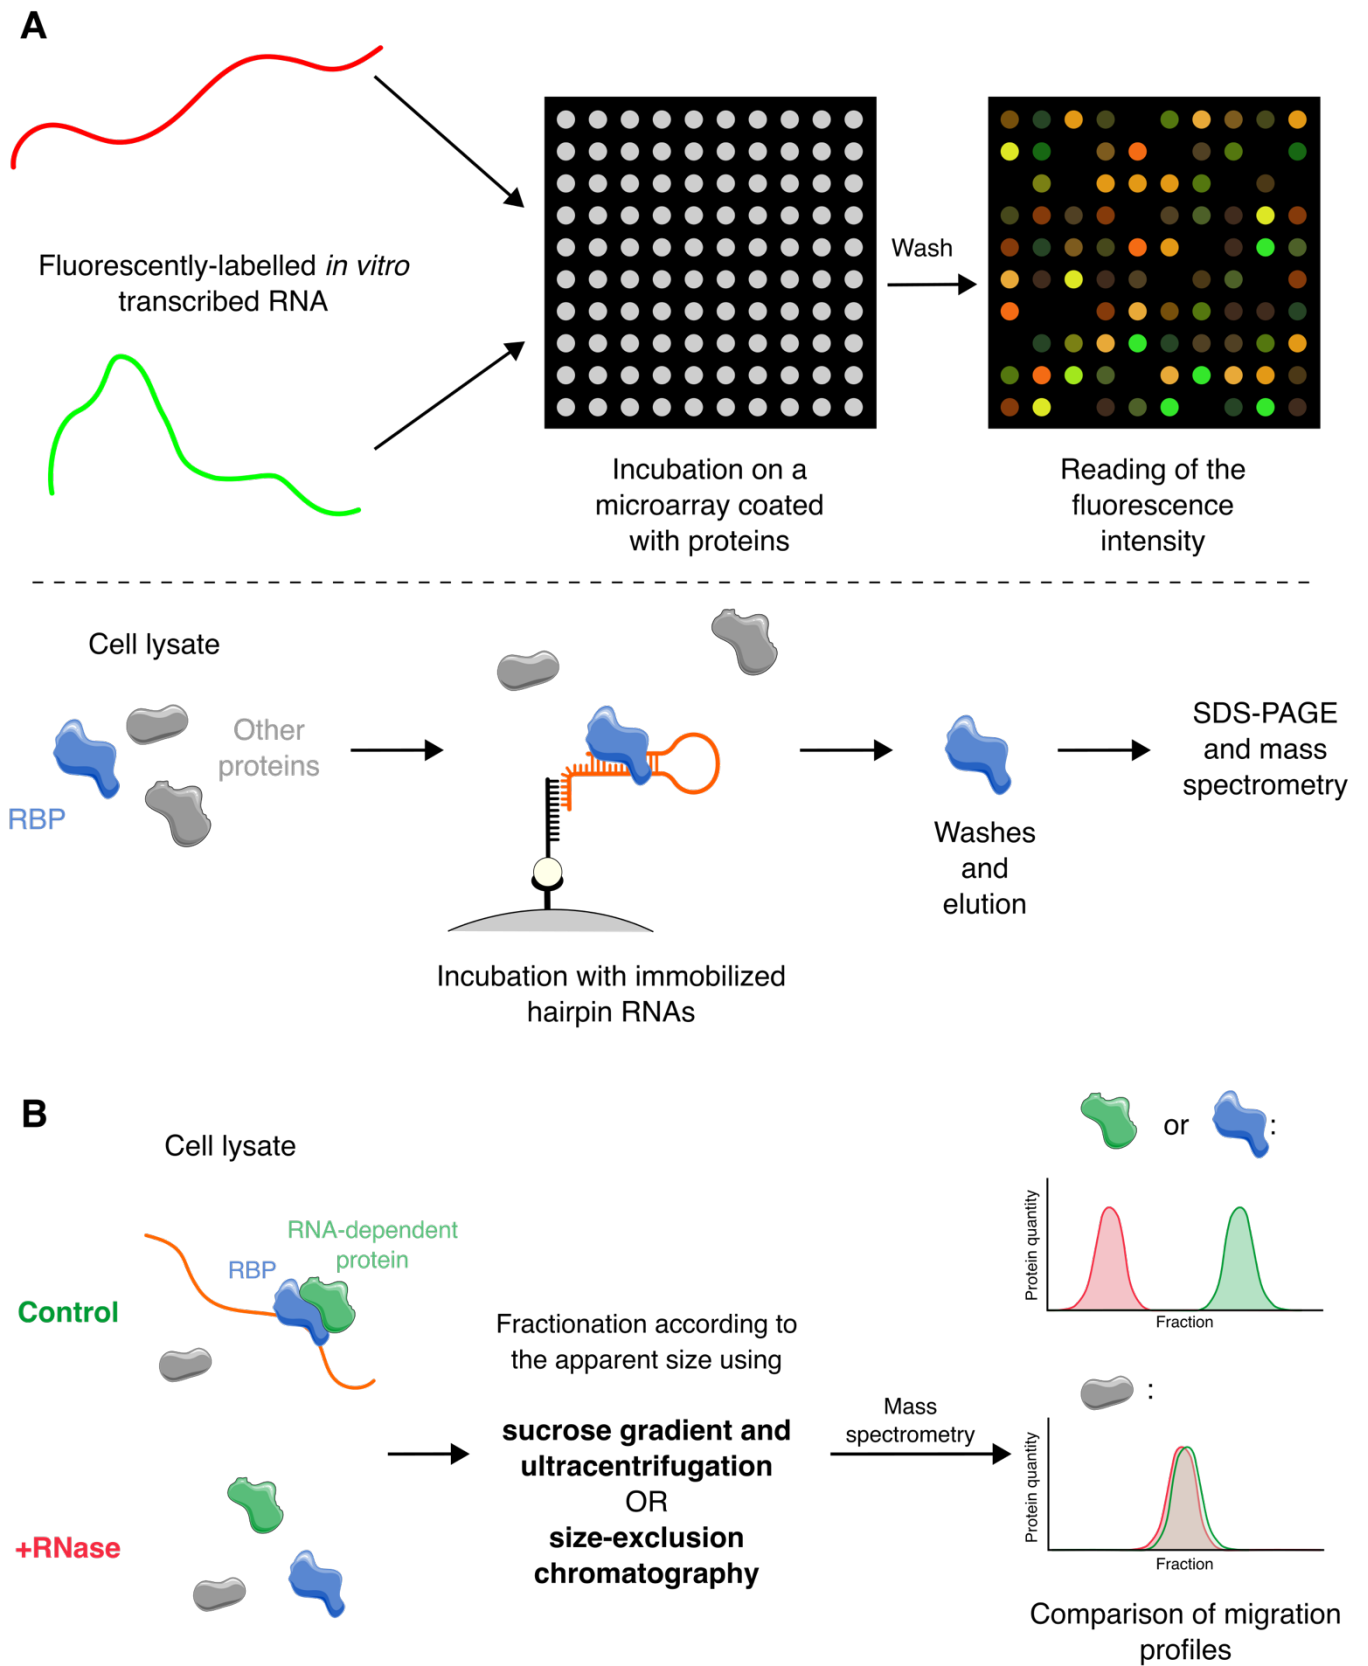 A
Fluorescently-labelled in vitro
transcribed RNA
Wash
Incubation on a
microarray coated
with proteins
Reading of the
fluorescence
intensity
Cell lysate
Other
proteins
RBP
Incubation with immobilized
hairpin RNAs
Washes
and
elution
SDS-PAGE
and mass
spectrometry
B
Cell lysate
RNA-dependent
protein
RBP
Control
+RNase
Fractionation according to
the apparent size using
sucrose gradient and
ultracentrifugation
OR
size-exclusion
chromatography
Mass
spectrometry
or :
Protein quantity
Fraction
:
Protein quantity
Fraction
Comparison of migration
profiles